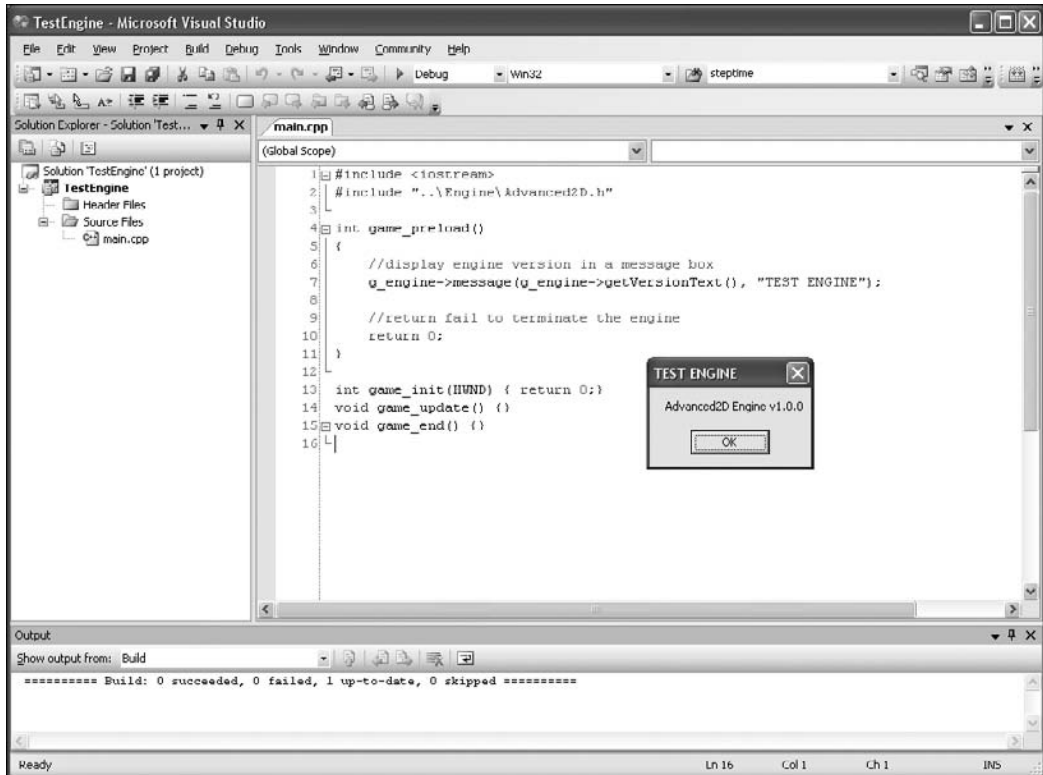 TestEngine - Microsoft Visual Studio
File Edit View Project Build Debug Tools Window Community Help
Debug Win32 steptime
Solution Explorer - Solution 'Test...
main.cpp
(Global Scope)
Solution 'TestEngine' (1 project)
TestEngine
Header Files
Source Files
main.cpp
1 #include <iostream>
2 #include "..\Engine\Advanced2D.h"
3
4 int game_preload()
5 {
6 //display engine version in a message box
7 g_engine->message(g_engine->getVersionText(), "TEST ENGINE");
8
9 //return fail to terminate the engine
10 return 0;
11 }
12
13 int game_init(HWND) { return 0;}
14 void game_update() {}
15 void game_end() {}
16
TEST ENGINE
Advanced2D Engine v1.0.0
OK
Output
Show output from: Build
========== Build: 0 succeeded, 0 failed, 1 up-to-date, 0 skipped ==========
Ready Ln 16 Col 1 Ch 1 INS